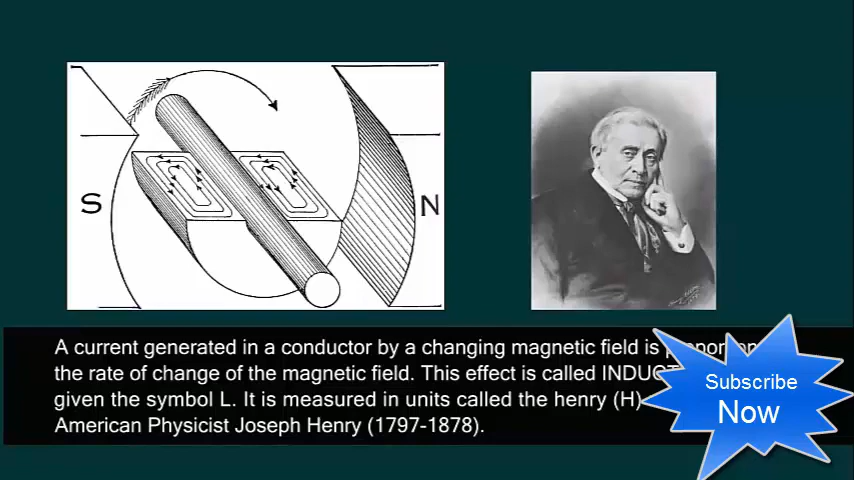 S
N
A current generated in a conductor by a changing magnetic field is
the rate of change of the magnetic field. This effect is called
given the symbol L. It is measured in units called the henry (H)
American Physicist Joseph Henry (1797-1878).
Subscribe
Now